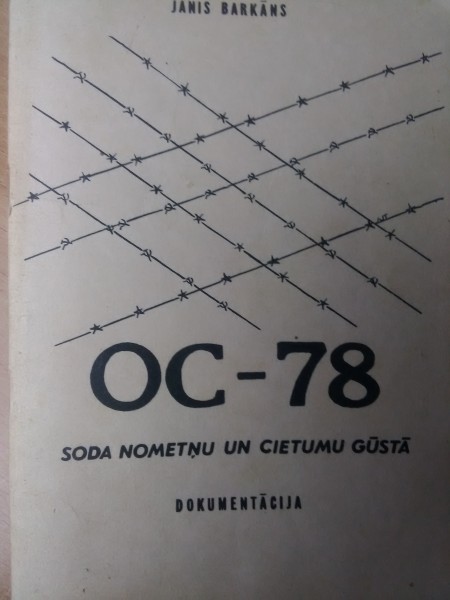 JANIS BARKĀNS
OC-78
SODA NOMETŅU UN CIETUMU GŪSTĀ
DOKUMENTĀCIJA